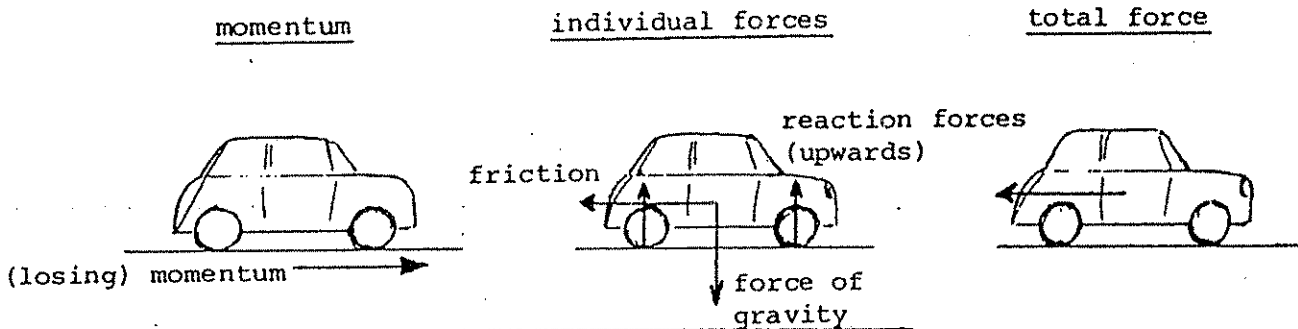 momentum
individual forces
total force
reaction forces
(upwards)
friction
(losing) momentum
force of
gravity